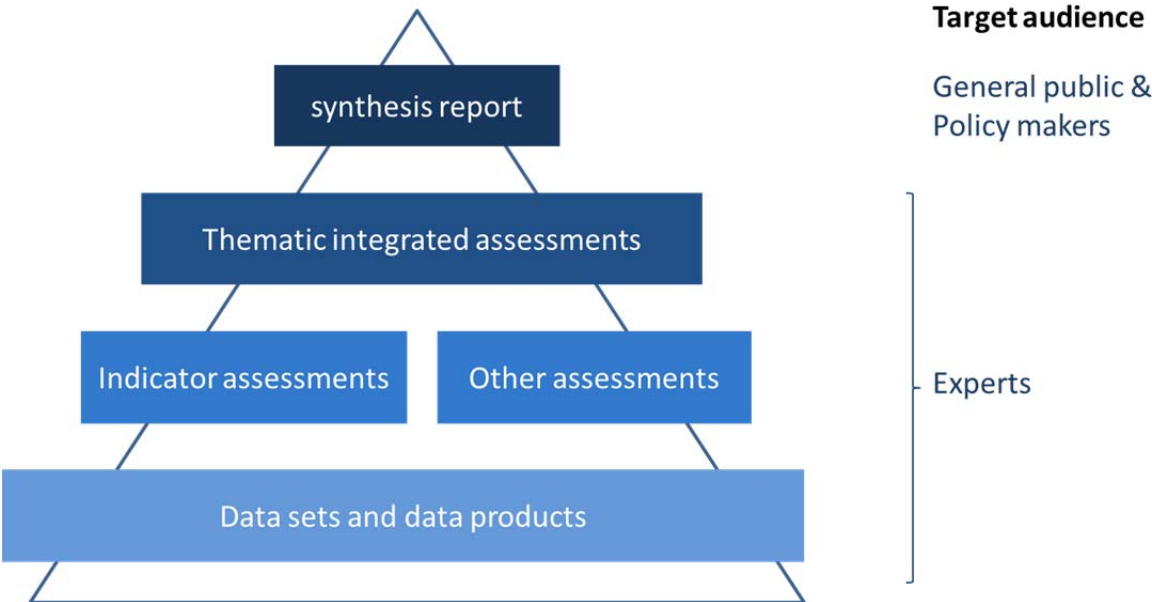 Target audience
General public &
Policy makers
synthesis report
Thematic integrated assessments
Indicator assessments
Other assessments
Experts
Data sets and data products